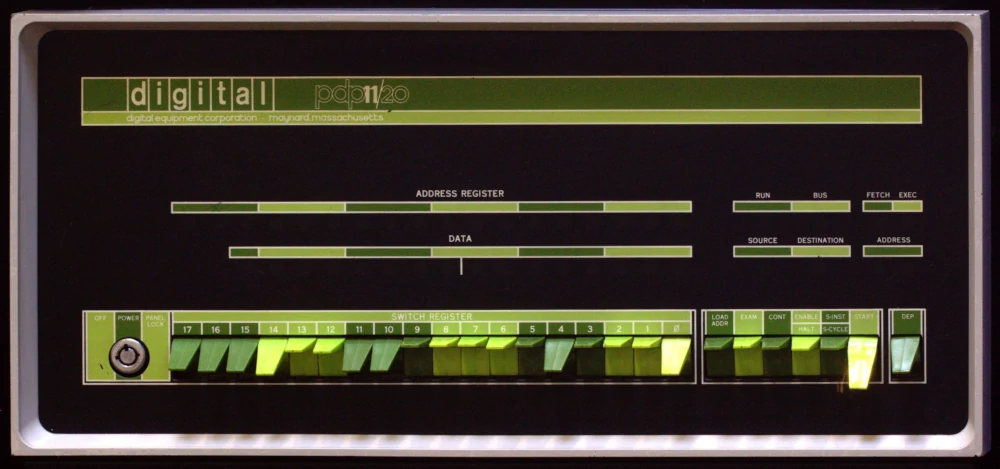 digital pdp11/20
digital equipment corporation maynard, massachusetts
ADDRESS REGISTER
RUN BUS FETCH EXEC
DATA
SOURCE DESTINATION ADDRESS
OFF POWER PANEL LOCK
SWITCH REGISTER
17 16 15 14 13 12 11 10 9 8 7 6 5 4 3 2 1 Ø
LOAD ADDR EXAM CONT ENABLE HALT S-INST S-CYCLE START DEP